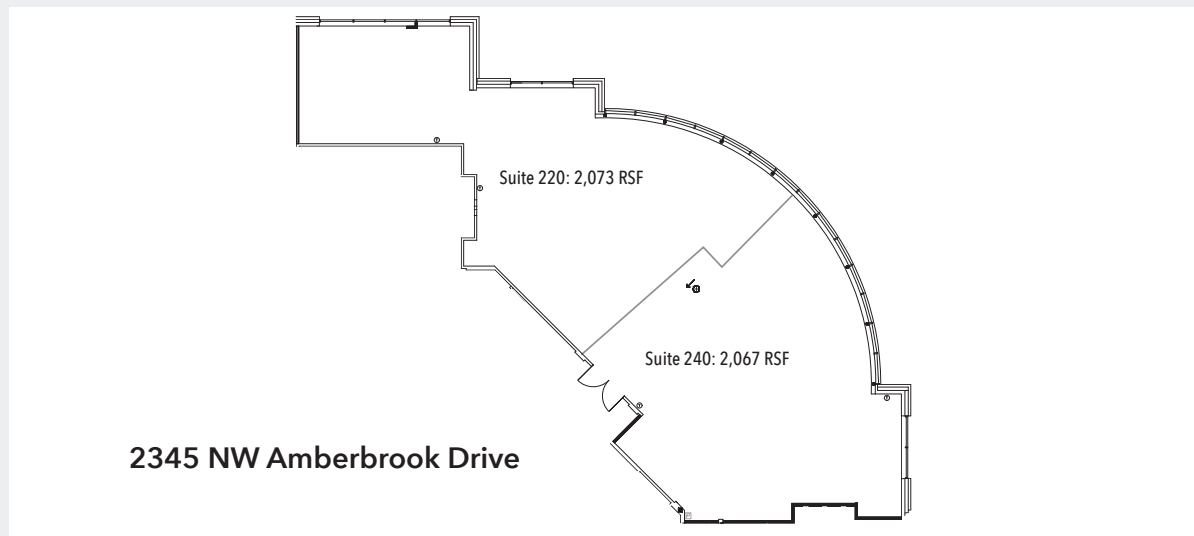 Suite 220: 2,073 RSF
Suite 240: 2,067 RSF
2345 NW Amberbrook Drive